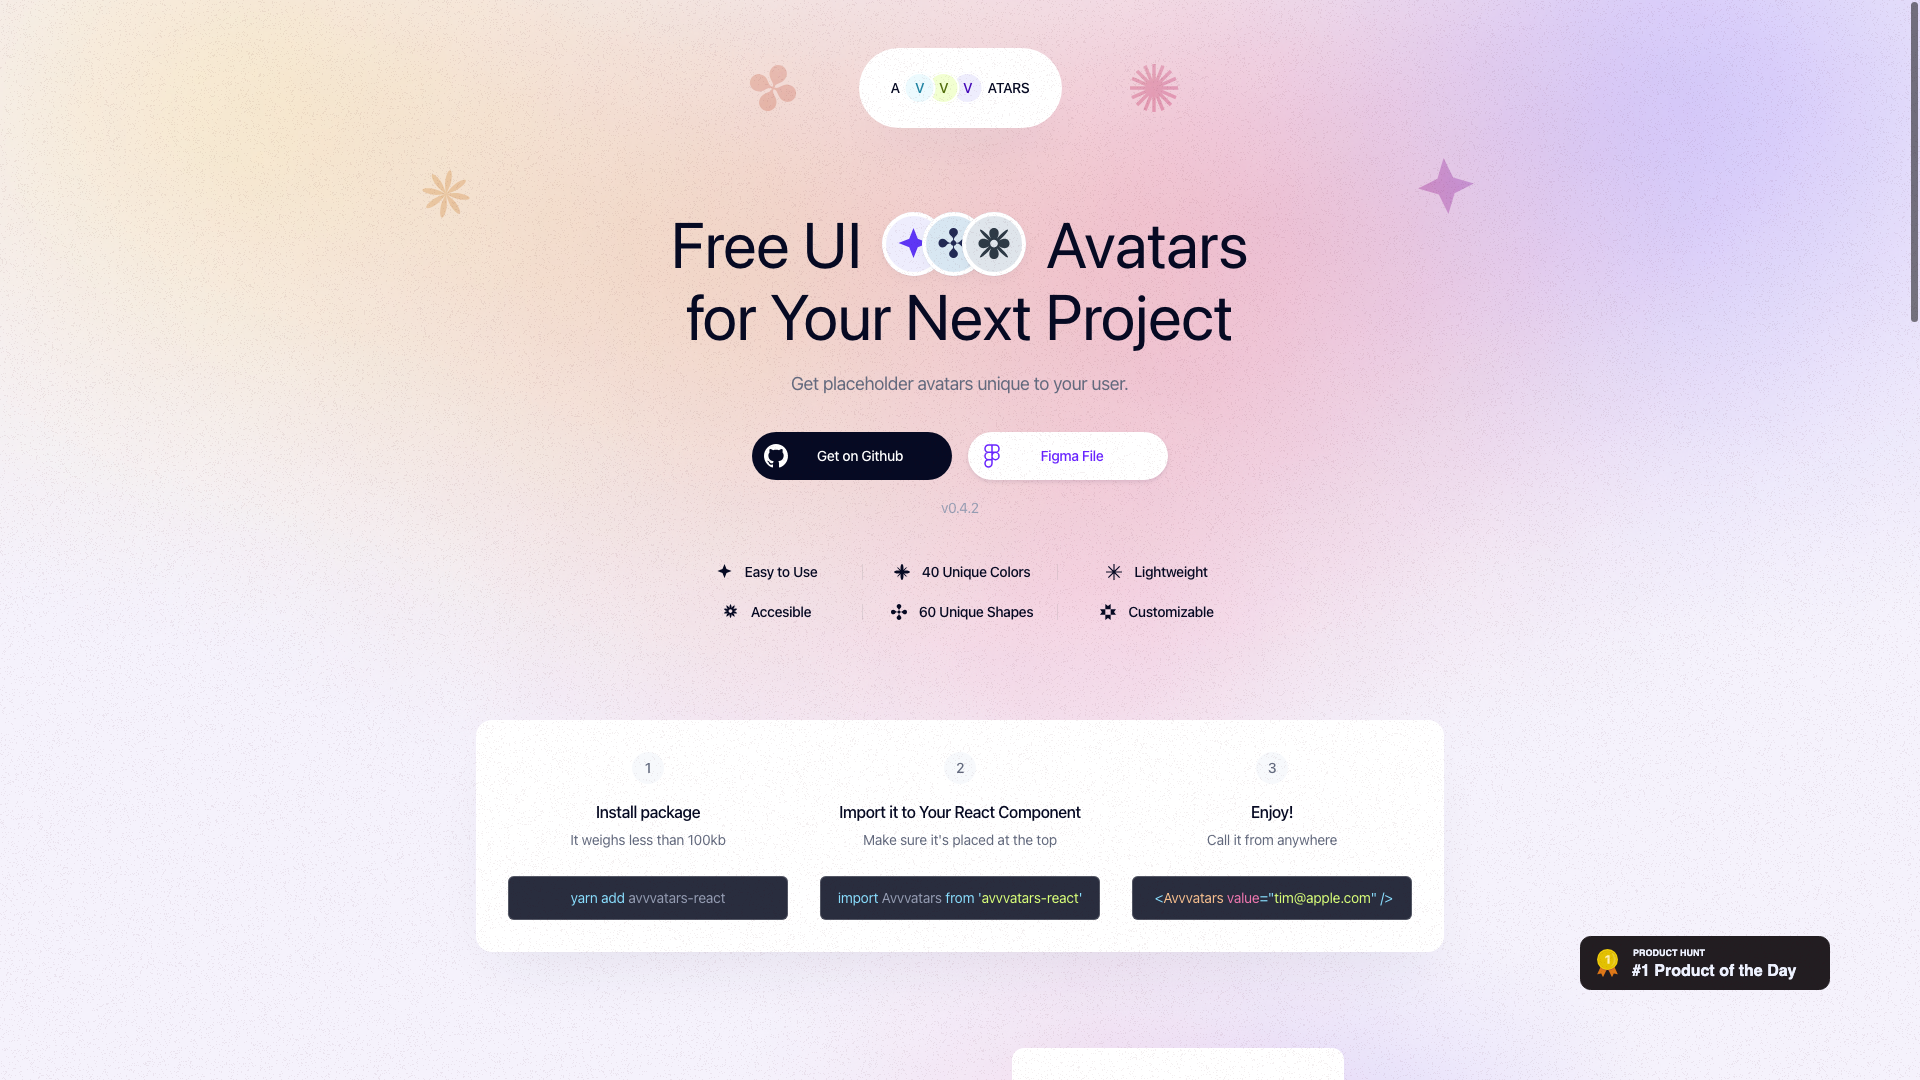 A V V V ATARS
Free UI Avatars
for Your Next Project
Get placeholder avatars unique to your user.
Get on Github
Figma File
v0.4.2
Easy to Use
40 Unique Colors
Lightweight
Accesible
60 Unique Shapes
Customizable
1
Install package
It weighs less than 100kb
yarn add avvvatars-react
2
Import it to Your React Component
Make sure it's placed at the top
import Avvvatars from 'avvvatars-react'
3
Enjoy!
Call it from anywhere
<Avvvatars value="tim@apple.com" />
1
PRODUCT HUNT
#1 Product of the Day